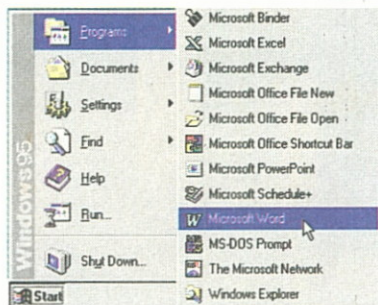 Programs
Documents
Settings
Find
Help
Run...
Shut Down...
Start
Windows95
Microsoft Binder
Microsoft Excel
Microsoft Exchange
Microsoft Office File New
Microsoft Office File Open
Microsoft Office Shortcut Bar
Microsoft PowerPoint
Microsoft Schedule+
Microsoft Word
MS-DOS Prompt
The Microsoft Network
Windows Explorer